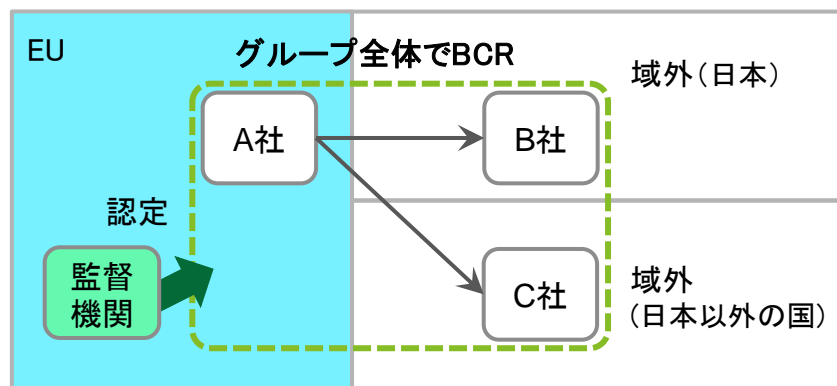 EU
グループ全体でBCR
域外(日本)
A社
B社
認定
監督
機関
C社
域外
(日本以外の国)